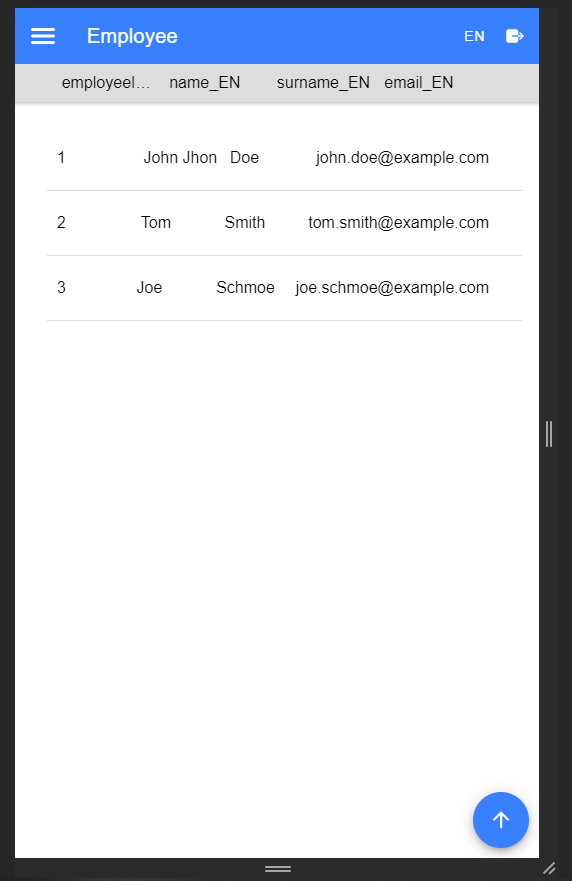 Employee EN
employeeI... name_EN surname_EN email_EN
1 John Jhon Doe john.doe@example.com
2 Tom Smith tom.smith@example.com
3 Joe Schmoe joe.schmoe@example.com